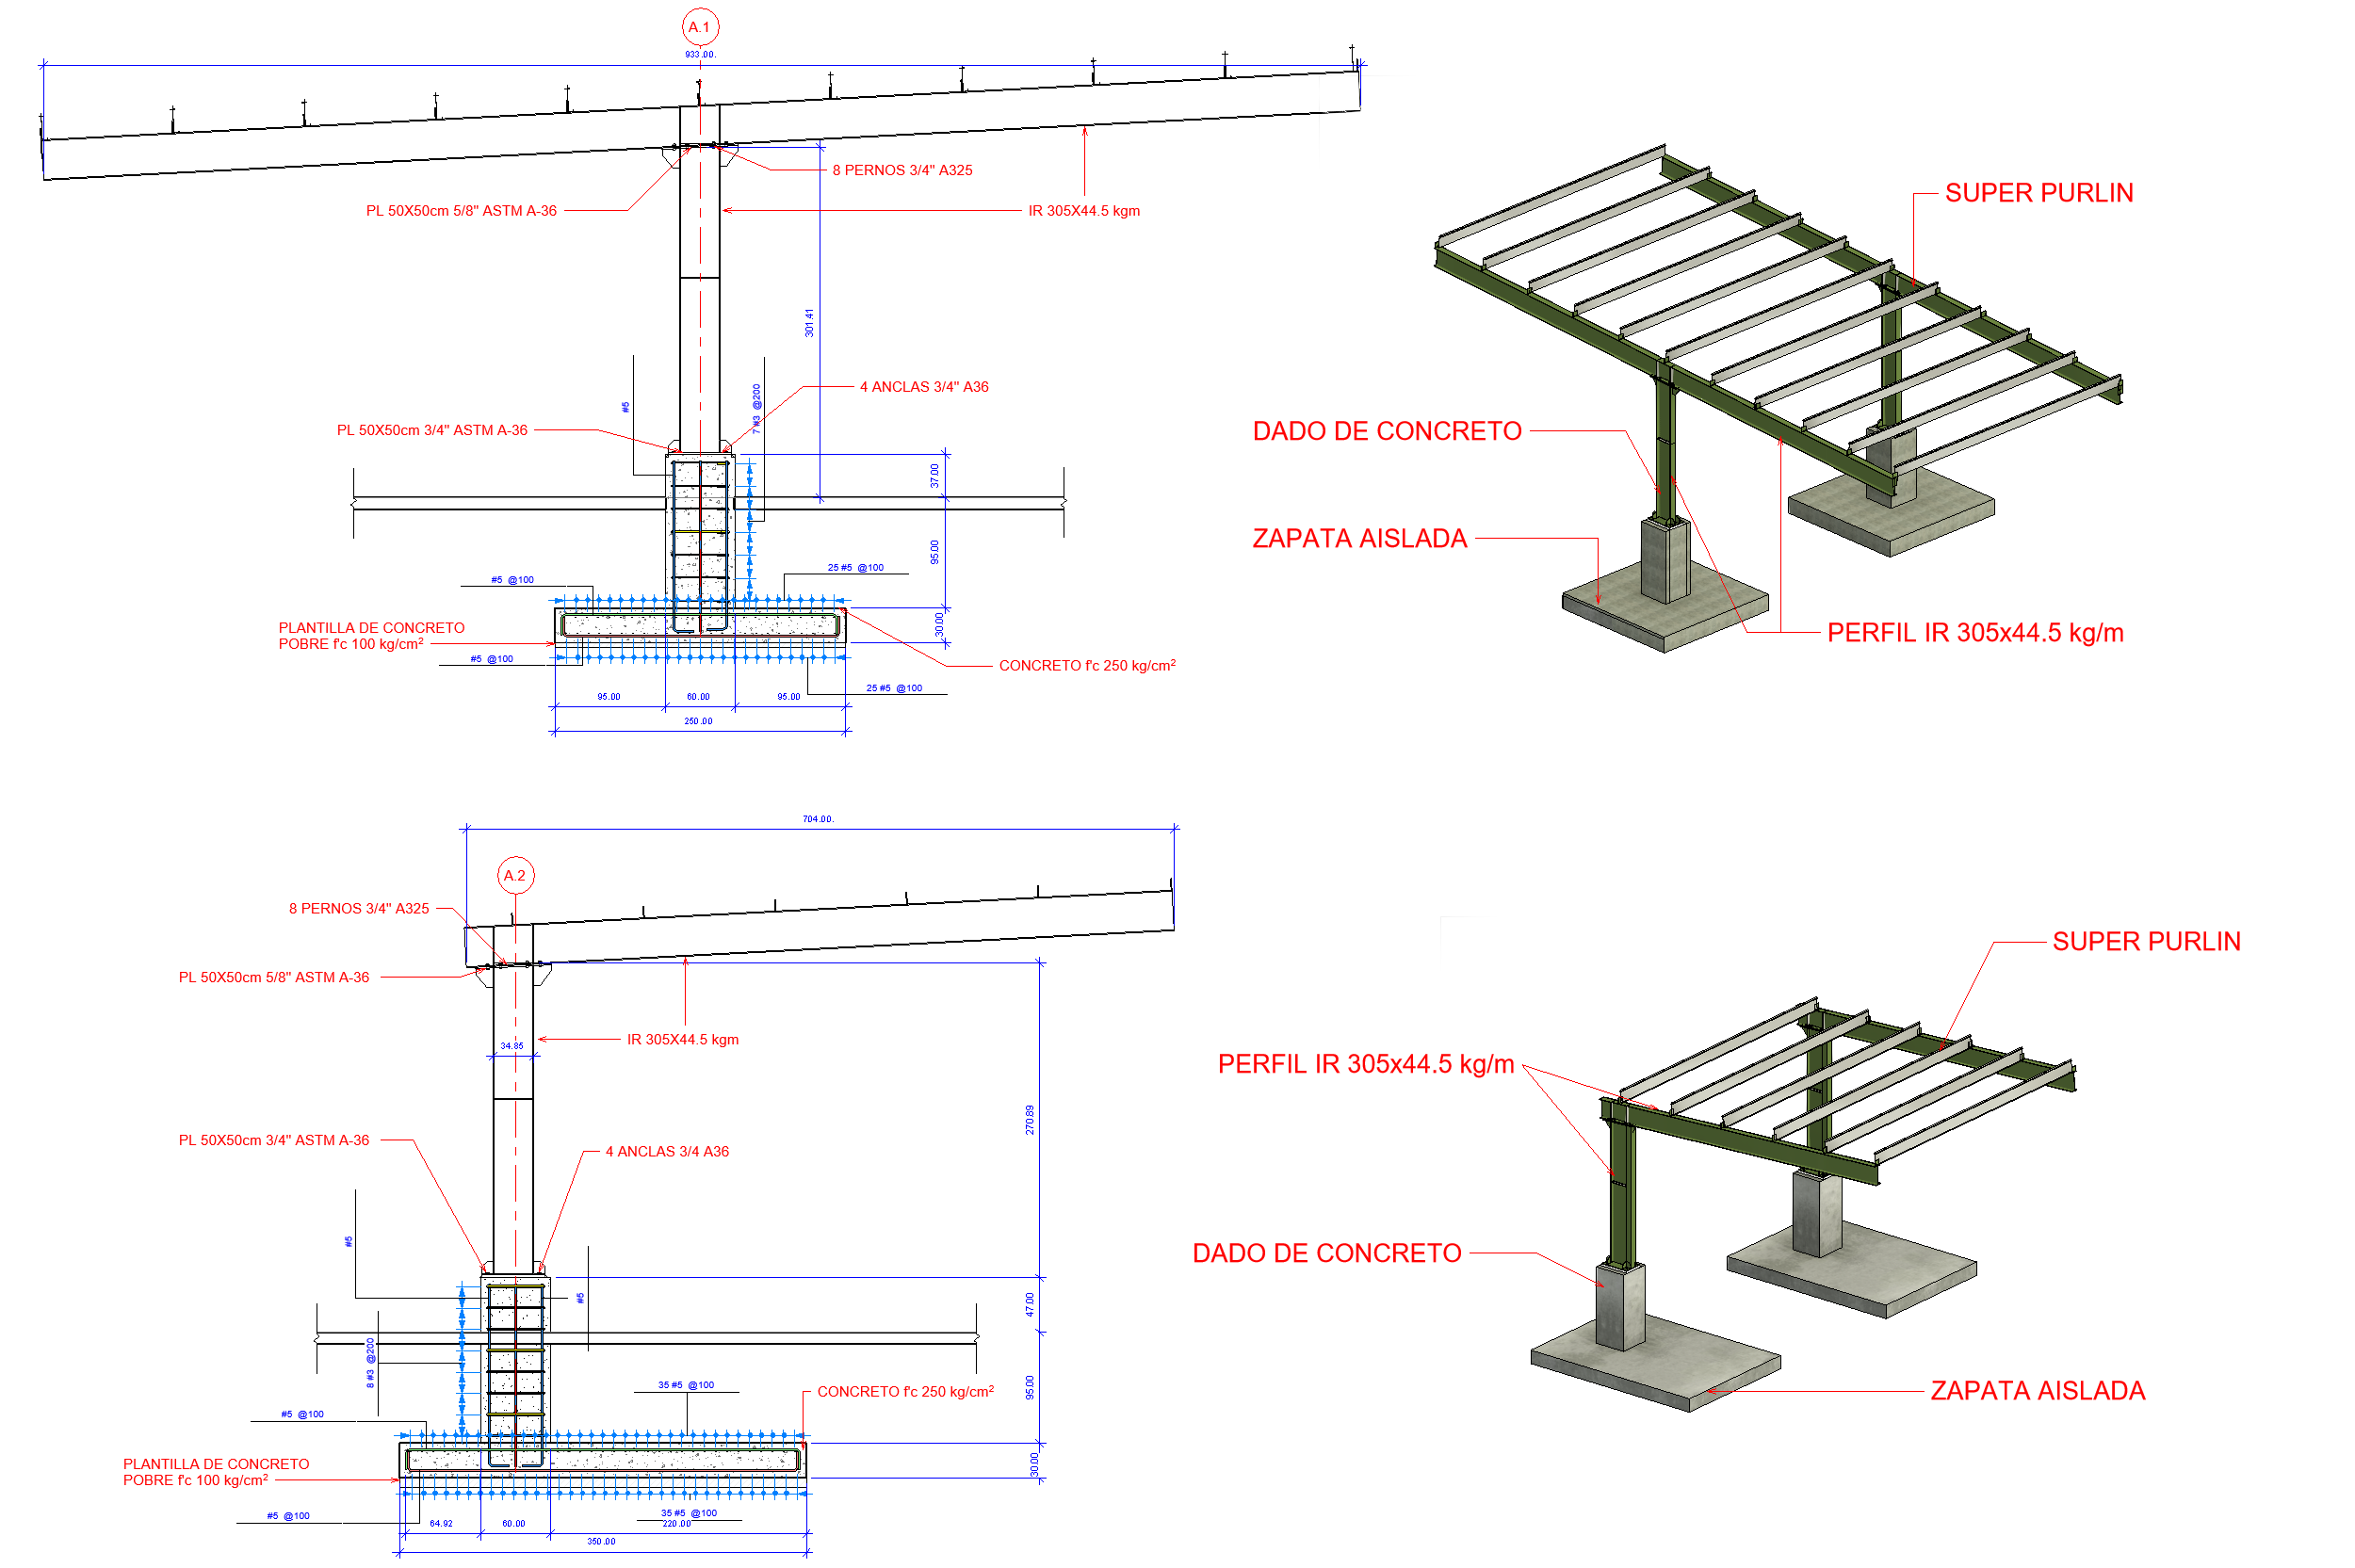 A.1
933.00.
8 PERNOS 3/4" A325
PL 50X50cm 5/8" ASTM A-36
IR 305X44.5 kgm
301.41
4 ANCLAS 3/4" A36
#5
7 #3 @200
PL 50X50cm 3/4" ASTM A-36
37.00
95.00
#5 @100
25 #5 @100
30.00
PLANTILLA DE CONCRETO
POBRE f'c 100 kg/cm²
#5 @100
CONCRETO f'c 250 kg/cm²
25 #5 @100
95.00
60.00
95.00
250.00
SUPER PURLIN
DADO DE CONCRETO
ZAPATA AISLADA
PERFIL IR 305x44.5 kg/m
704.00.
A.2
8 PERNOS 3/4" A325
PL 50X50cm 5/8" ASTM A-36
IR 305X44.5 kgm
34.85
270.89
PL 50X50cm 3/4" ASTM A-36
4 ANCLAS 3/4 A36
#5
#5
47.00
8 #3 @200
95.00
35 #5 @100
CONCRETO f'c 250 kg/cm²
#5 @100
PLANTILLA DE CONCRETO
POBRE f'c 100 kg/cm²
30.00
#5 @100
35 #5 @100
64.92
60.00
220.00
350.00
SUPER PURLIN
PERFIL IR 305x44.5 kg/m
DADO DE CONCRETO
ZAPATA AISLADA